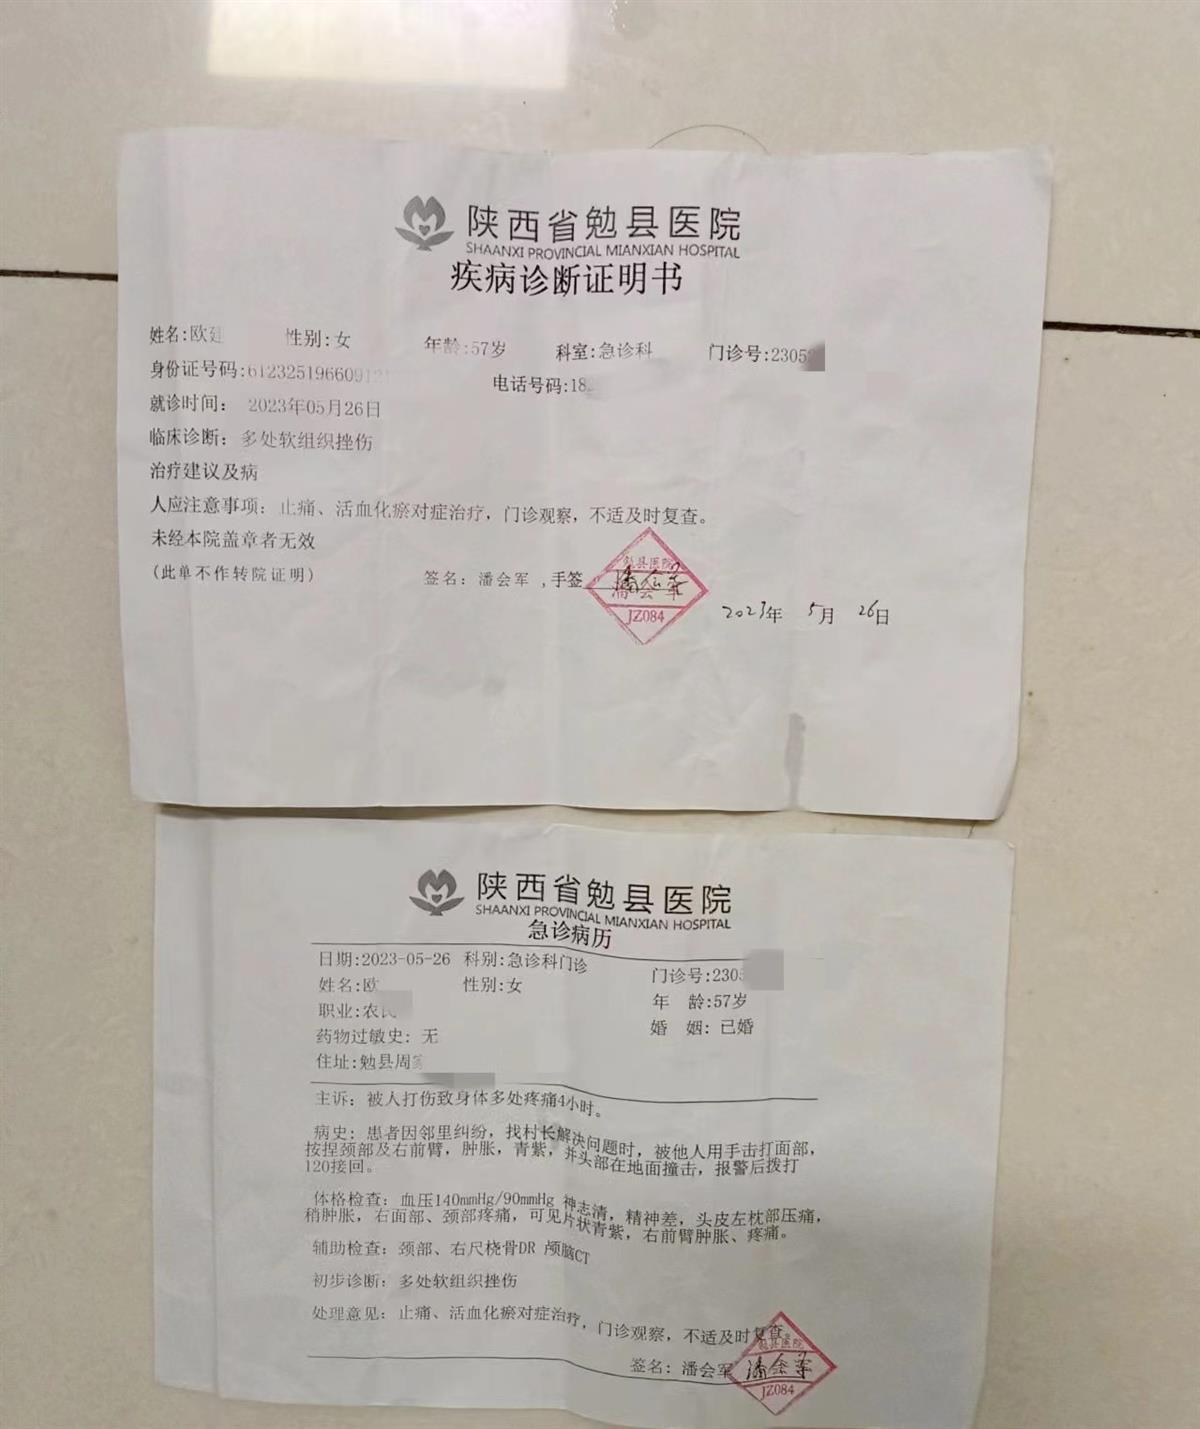 陕西省勉县医院
SHAANXI PROVINCIAL MIANXIAN HOSPITAL
疾病诊断证明书
姓名:欧建 性别:女 年龄:57岁 科室:急诊科 门诊号:2305
身份证号码:6123251966091 电话号码:18
就诊时间: 2023年05月26日
临床诊断: 多处软组织挫伤
治疗建议及病
人应注意事项: 止痛、活血化瘀对症治疗，门诊观察，不适及时复查。
未经本院盖章者无效
(此单不作转院证明) 签名: 潘会军 ,手签 潘会军 2023年 5月 26日
勉县医院
潘会军
JZ084
陕西省勉县医院
SHAANXI PROVINCIAL MIANXIAN HOSPITAL
急诊病历
日期:2023-05-26 科别:急诊科门诊 门诊号:2305
姓名:欧 性别:女 年 龄:57岁
职业:农民 婚 姻: 已婚
药物过敏史: 无
住址:勉县周家
主诉: 被人打伤致身体多处疼痛4小时。
病史: 患者因邻里纠纷，找村长解决问题时，被他人用手击打面部，
按捏颈部及右前臂，肿胀，青紫，并头部在地面撞击，报警后拨打
120接回。
体格检查: 血压140mmHg/90mmHg 神志清，精神差，头皮左枕部压痛，
稍肿胀，右面部、颈部疼痛，可见片状青紫，右前臂肿胀、疼痛。
辅助检查: 颈部、右尺桡骨DR 颅脑CT
初步诊断: 多处软组织挫伤
处理意见: 止痛、活血化瘀对症治疗，门诊观察，不适及时复查。
签名: 潘会军 潘会军
勉县医院
JZ084